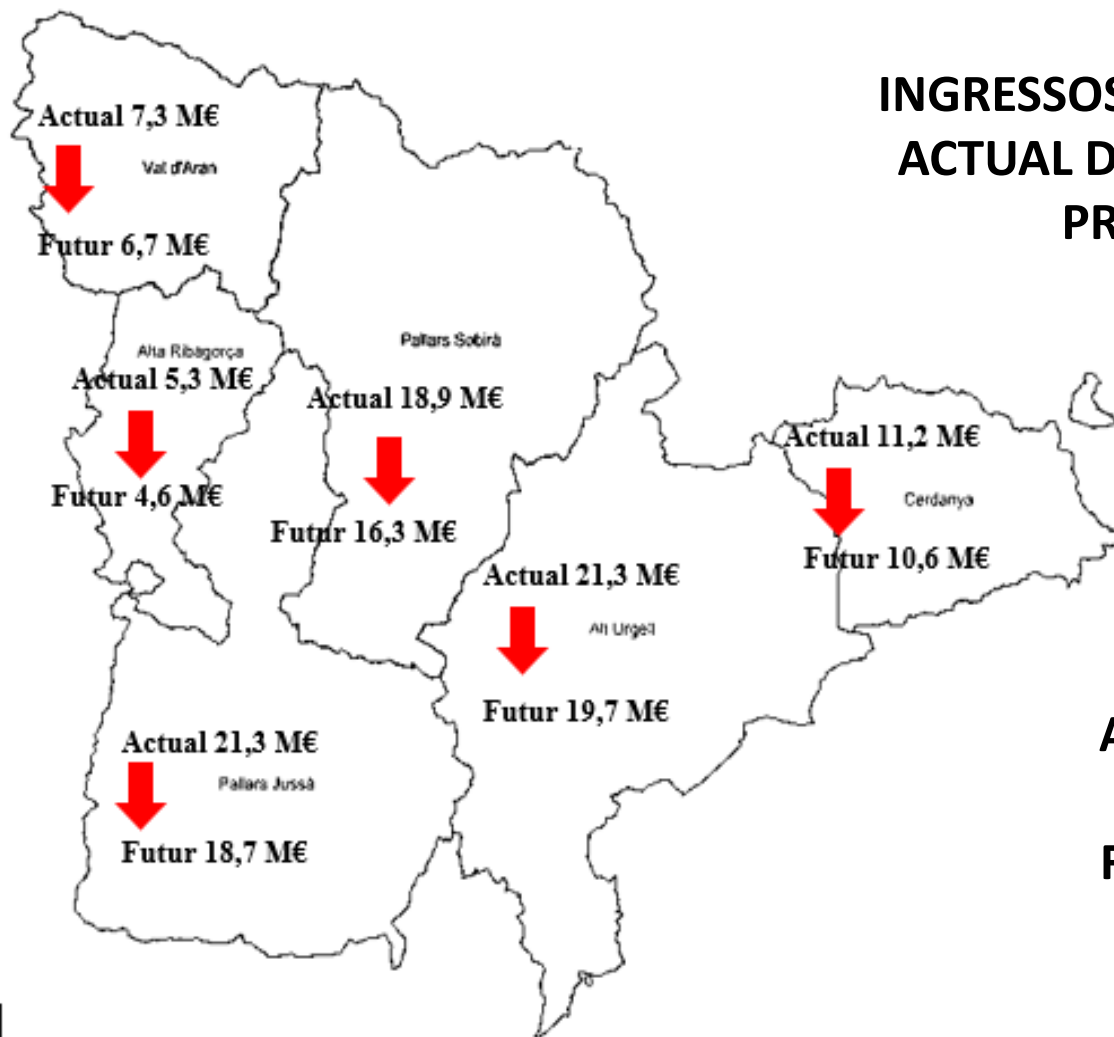 INGRESSOS
ACTUAL D
PR
Actual 7,3 M€
Val d'Aran
Futur 6,7 M€
Alta Ribagorça
Actual 5,3 M€
Futur 4,6 M€
Pallars Sobirà
Actual 18,9 M€
Futur 16,3 M€
Actual 11,2 M€
Cerdanya
Futur 10,6 M€
Actual 21,3 M€
Alt Urgell
Futur 19,7 M€
Actual 21,3 M€
Pallars Jussà
Futur 18,7 M€
A